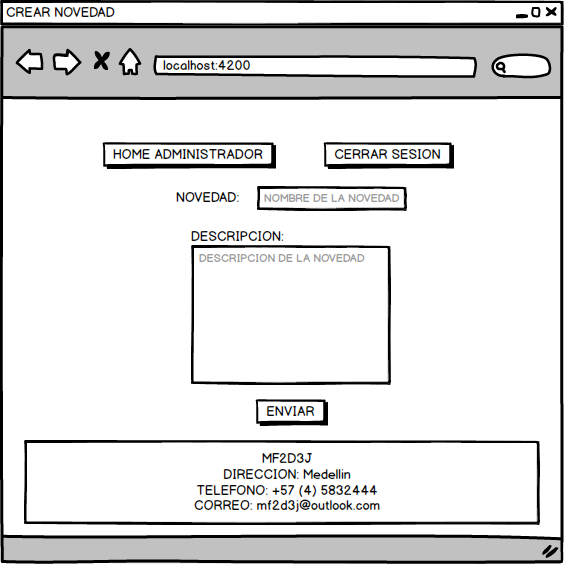 CREAR NOVEDAD
localhost:4200
HOME ADMINISTRADOR
CERRAR SESION
NOVEDAD: NOMBRE DE LA NOVEDAD
DESCRIPCION:
DESCRIPCION DE LA NOVEDAD
ENVIAR
MF2D3J
DIRECCION: Medellin
TELEFONO: +57 (4) 5832444
CORREO: mf2d3j@outlook.com